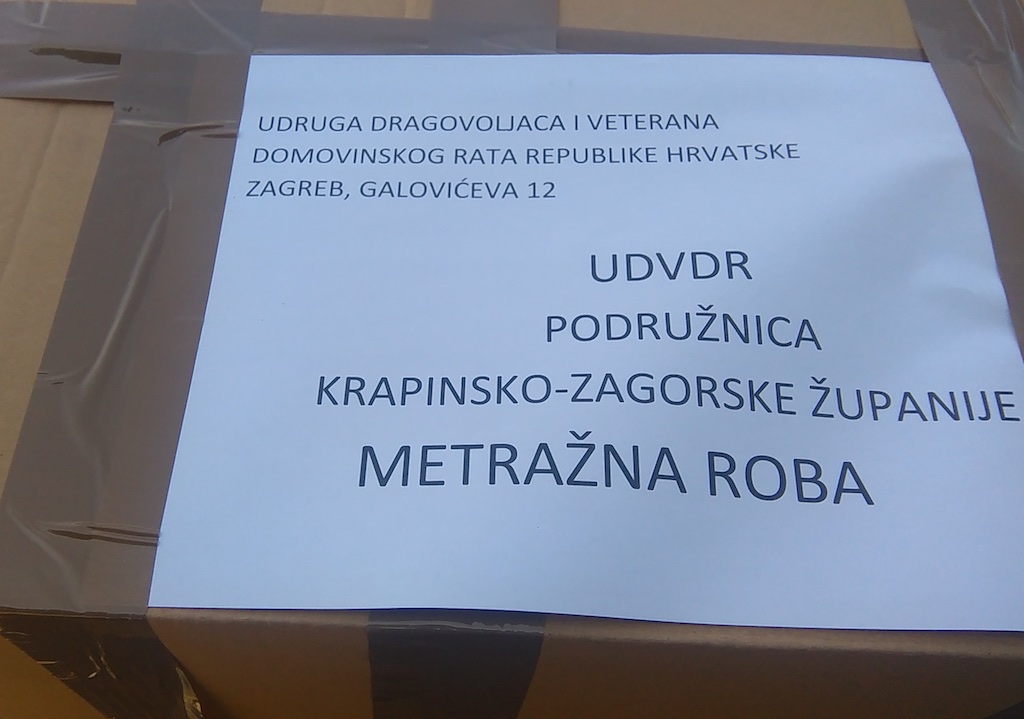 UDRUGA DRAGOVOLJACA I VETERANA
DOMOVINSKOG RATA REPUBLIKE HRVATSKE
ZAGREB, GALOVIĆEVA 12
UDVDR
PODRUŽNICA
KRAPINSKO-ZAGORSKE ŽUPANIJE
METRAŽNA ROBA